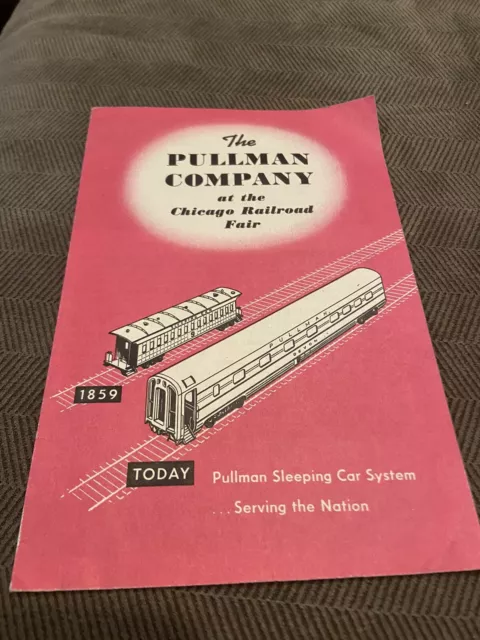 The
PULLMAN
COMPANY
at the
Chicago Railroad
Fair
PULLMAN
1859
TODAY
Pullman Sleeping Car System
...Serving the Nation